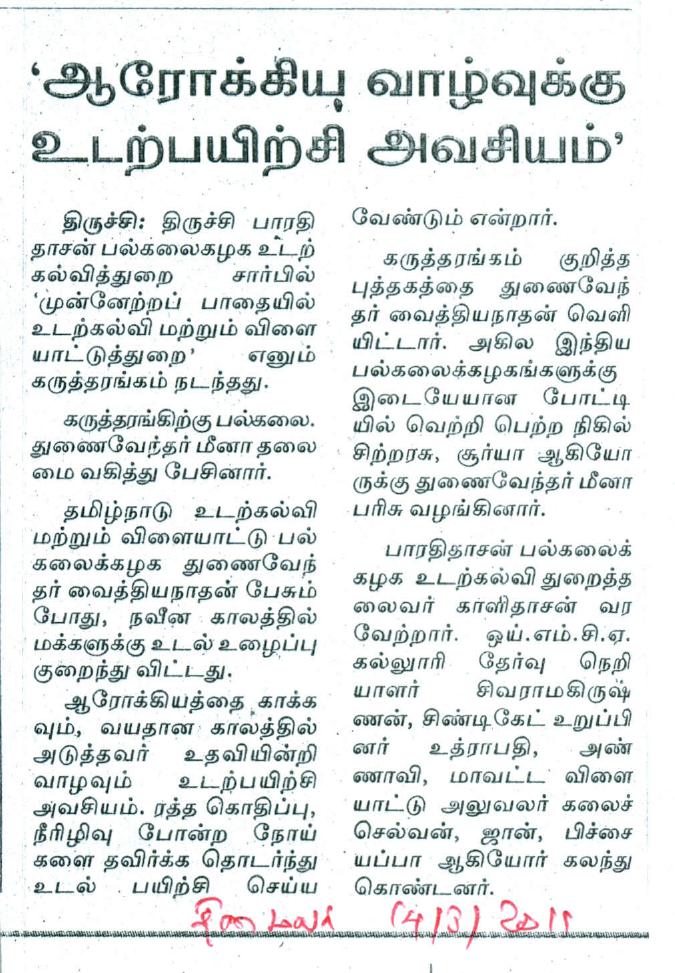 ‘ஆரோக்கிய வாழ்வுக்கு
உடற்பயிற்சி அவசியம்’
திருச்சி: திருச்சி பாரதி
தாசன் பல்கலைகழக உடற்
கல்வித்துறை சார்பில்
‘முன்னேற்றப் பாதையில்
உடற்கல்வி மற்றும் விளை
யாட்டுத்துறை’ எனும்
கருத்தரங்கம் நடந்தது.
கருத்தரங்கிற்கு பல்கலை.
துணைவேந்தர் மீனா தலை
மை வகித்து பேசினார்.
தமிழ்நாடு உடற்கல்வி
மற்றும் விளையாட்டு பல்
கலைக்கழக துணைவேந்
தர் வைத்தியநாதன் பேசும்
போது, நவீன காலத்தில்
மக்களுக்கு உடல் உழைப்பு
குறைந்து விட்டது.
ஆரோக்கியத்தை காக்க
வும், வயதான காலத்தில்
அடுத்தவர் உதவியின்றி
வாழவும் உடற்பயிற்சி
அவசியம். ரத்த கொதிப்பு,
நீரிழிவு போன்ற நோய்
களை தவிர்க்க தொடர்ந்து
உடல் பயிற்சி செய்ய
வேண்டும் என்றார்.
கருத்தரங்கம் குறித்த
புத்தகத்தை துணைவேந்
தர் வைத்தியநாதன் வெளி
யிட்டார். அகில இந்திய
பல்கலைக்கழகங்களுக்கு
இடையேயான போட்டி
யில் வெற்றி பெற்ற நிகில்
சிற்றரசு, சூர்யா ஆகியோ
ருக்கு துணைவேந்தர் மீனா
பரிசு வழங்கினார்.
பாரதிதாசன் பல்கலைக்
கழக உடற்கல்வி துறைத்த
லைவர் காளிதாசன் வர
வேற்றார். ஒய்.எம்.சி.ஏ.
கல்லூரி தேர்வு நெறி
யாளர் சிவராமகிருஷ்
ணன், சிண்டிகேட் உறுப்பி
னர் உத்ராபதி, அண்
ணாவி, மாவட்ட விளை
யாட்டு அலுவலர் கலைச்
செல்வன், ஜான், பிச்சை
யப்பா ஆகியோர் கலந்து
கொண்டனர்.
தினமலர் (4/3) 2011